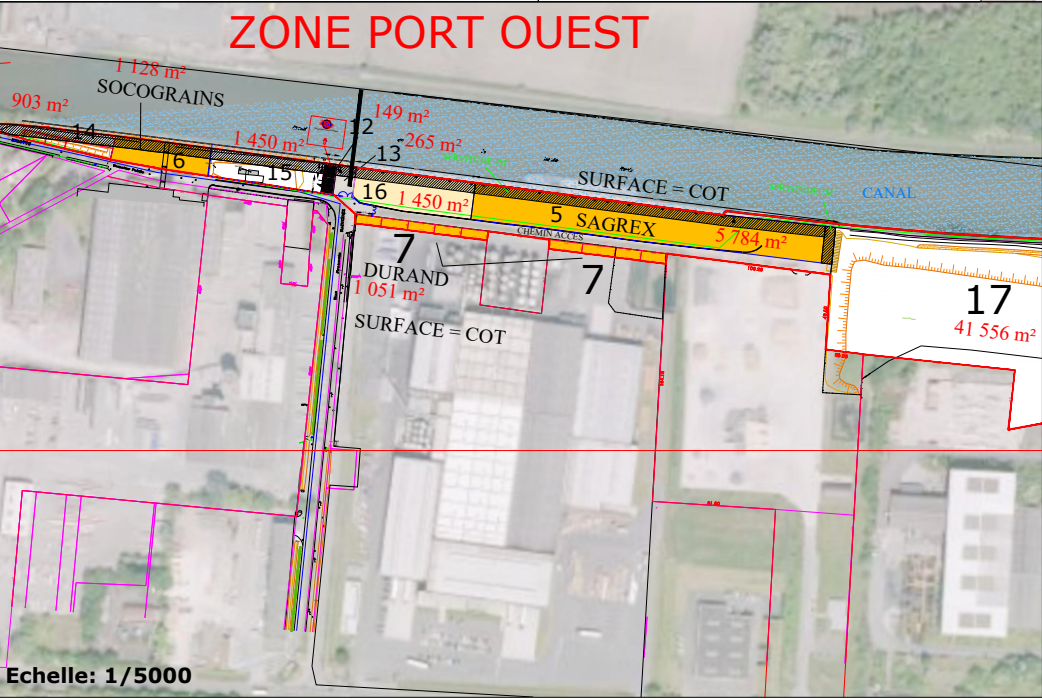 ZONE PORT OUEST
1 128 m²
SOCOGRAINS
903 m²
149 m²
12
14
1 450 m²
265 m²
13
6
15
SURFACE = COT
CANAL
16
1 450 m²
5 SAGREX
5 784 m²
CHEMIN ACCES
7
DURAND
1 051 m²
7
17
41 556 m²
SURFACE = COT
Echelle: 1/5000